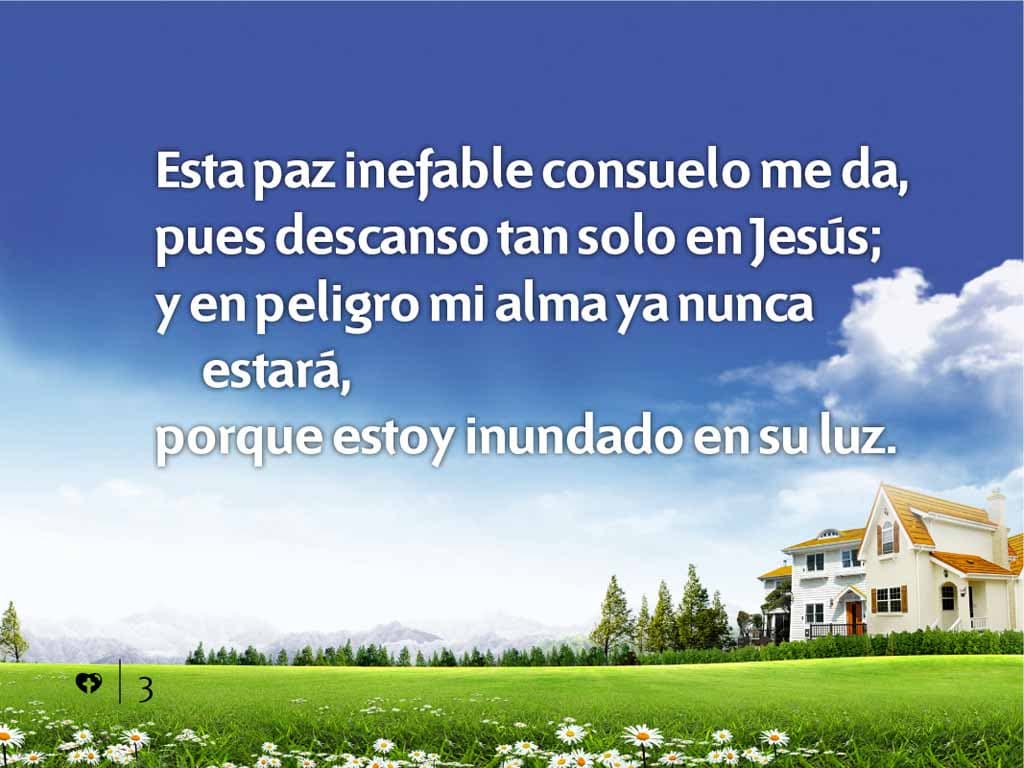 Esta paz inefable consuelo me da,
pues descanso tan solo en Jesús;
y en peligro mi alma ya nunca
estará,
porque estoy inundado en su luz.
3